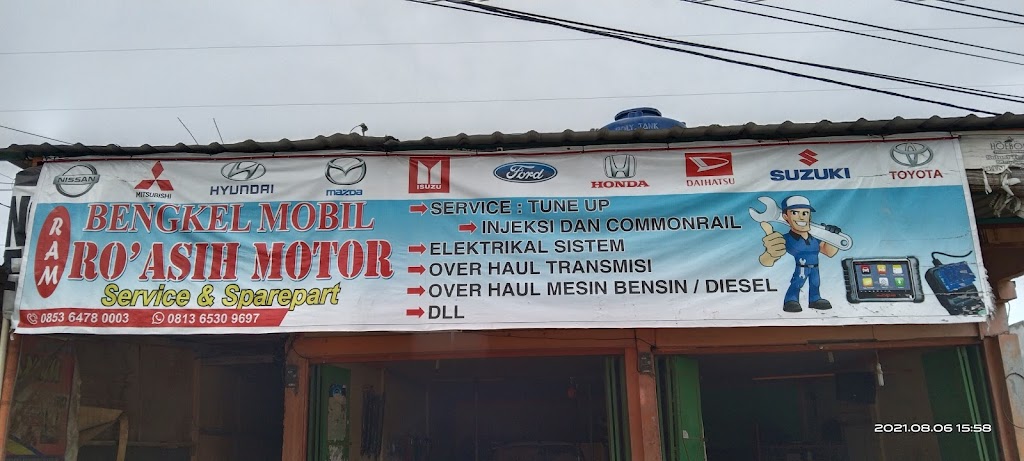 POLY TANK
NISSAN
MITSUBISHI
HYUNDAI
mazda
ISUZU
Ford
HONDA
DAIHATSU
SUZUKI
TOYOTA
RAM
BENGKEL MOBIL
RO'ASIH MOTOR
Service & Sparepart
0853 6478 0003 0813 6530 9697
SERVICE : TUNE UP
INJEKSI DAN COMMONRAIL
ELEKTRIKAL SISTEM
OVER HAUL TRANSMISI
OVER HAUL MESIN BENSIN / DIESEL
DLL
2021.08.06 15:58